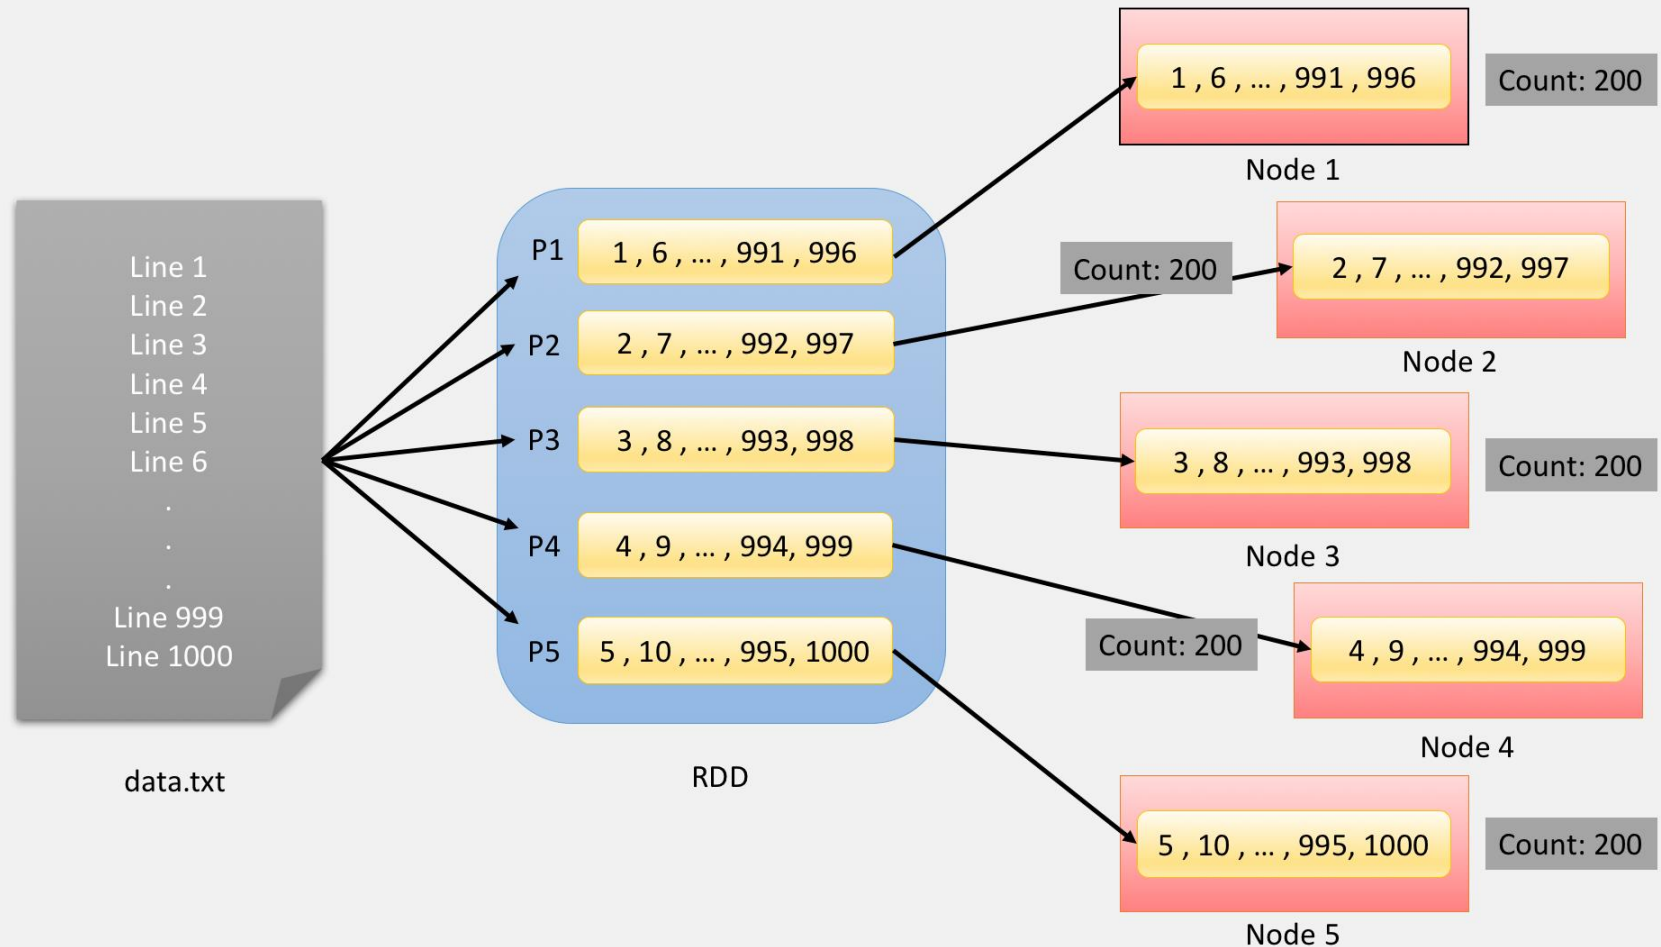 Line 1
Line 2
Line 3
Line 4
Line 5
Line 6
.
.
.
Line 999
Line 1000
data.txt
P1
1 , 6 , ... , 991 , 996
P2
2 , 7 , ... , 992, 997
P3
3 , 8 , ... , 993, 998
P4
4 , 9 , ... , 994, 999
P5
5 , 10 , ... , 995, 1000
RDD
1 , 6 , ... , 991 , 996
Count: 200
Node 1
Count: 200
2 , 7 , ... , 992, 997
Node 2
3 , 8 , ... , 993, 998
Count: 200
Node 3
Count: 200
4 , 9 , ... , 994, 999
Node 4
5 , 10 , ... , 995, 1000
Count: 200
Node 5